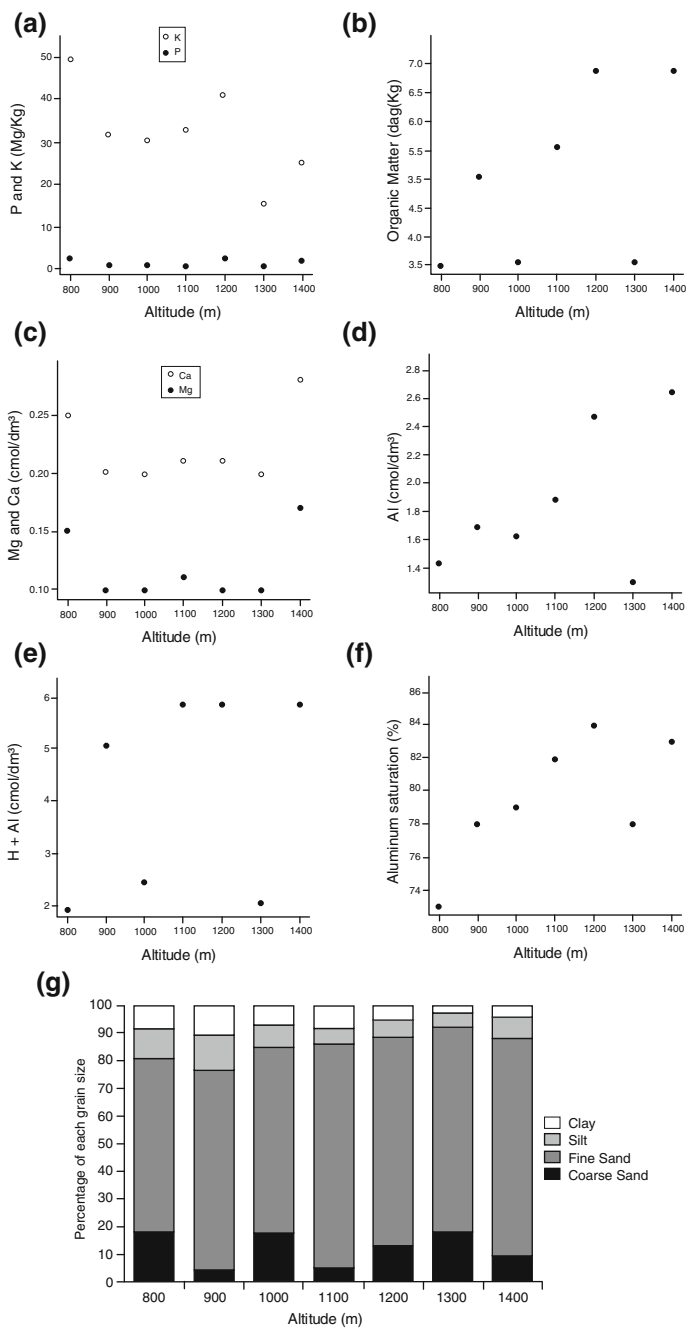 (a)
K
P
P and K (Mg/Kg)
50
40
30
20
10
0
800 900 1000 1100 1200 1300 1400
Altitude (m)
(b)
Organic Matter (dag(Kg)
7.0
6.5
6.0
5.5
3.5
4.5
4.0
3.5
800 900 1000 1100 1200 1300 1400
Altitude (m)
(c)
Ca
Mg
Mg and Ca (cmol/dm³)
0.25
0.20
0.15
0.10
800 900 1000 1100 1200 1300 1400
Altitude (m)
(d)
Al (cmol/dm³)
2.8
2.6
2.4
2.2
2.0
1.8
1.6
1.4
800 900 1000 1100 1200 1300 1400
Altitude (m)
(e)
H + Al (cmol/dm³)
6
5
4
3
2
800 900 1000 1100 1200 1300 1400
Altitude (m)
(f)
Aluminum saturation (%)
86
84
82
80
78
76
74
800 900 1000 1100 1200 1300 1400
Altitude (m)
(g)
Percentage of each grain size
100
90
80
70
60
50
40
30
20
10
0
800 900 1000 1100 1200 1300 1400
Altitude (m)
Clay
Silt
Fine Sand
Coarse Sand